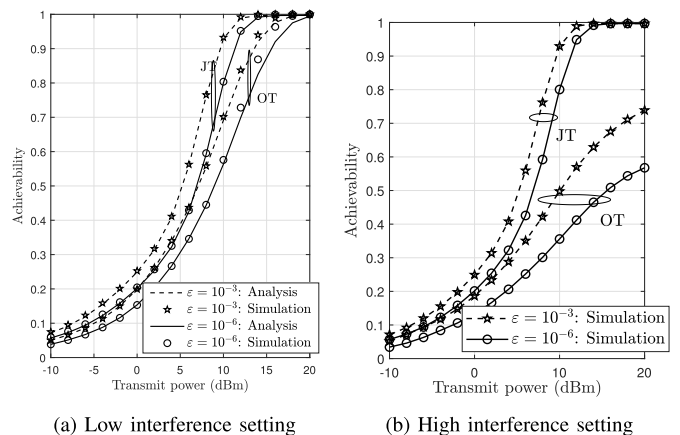 1
0.9
0.8
0.7
0.6
0.5
0.4
0.3
0.2
0.1
0
Achievability
JT
OT
ε = 10⁻³: Analysis
ε = 10⁻³: Simulation
ε = 10⁻⁶: Analysis
ε = 10⁻⁶: Simulation
-10 -5 0 5 10 15 20
Transmit power (dBm)
(a) Low interference setting
1
0.9
0.8
0.7
0.6
0.5
0.4
0.3
0.2
0.1
0
Achievability
JT
OT
ε = 10⁻³: Simulation
ε = 10⁻⁶: Simulation
-10 0 10 20
Transmit power (dBm)
(b) High interference setting